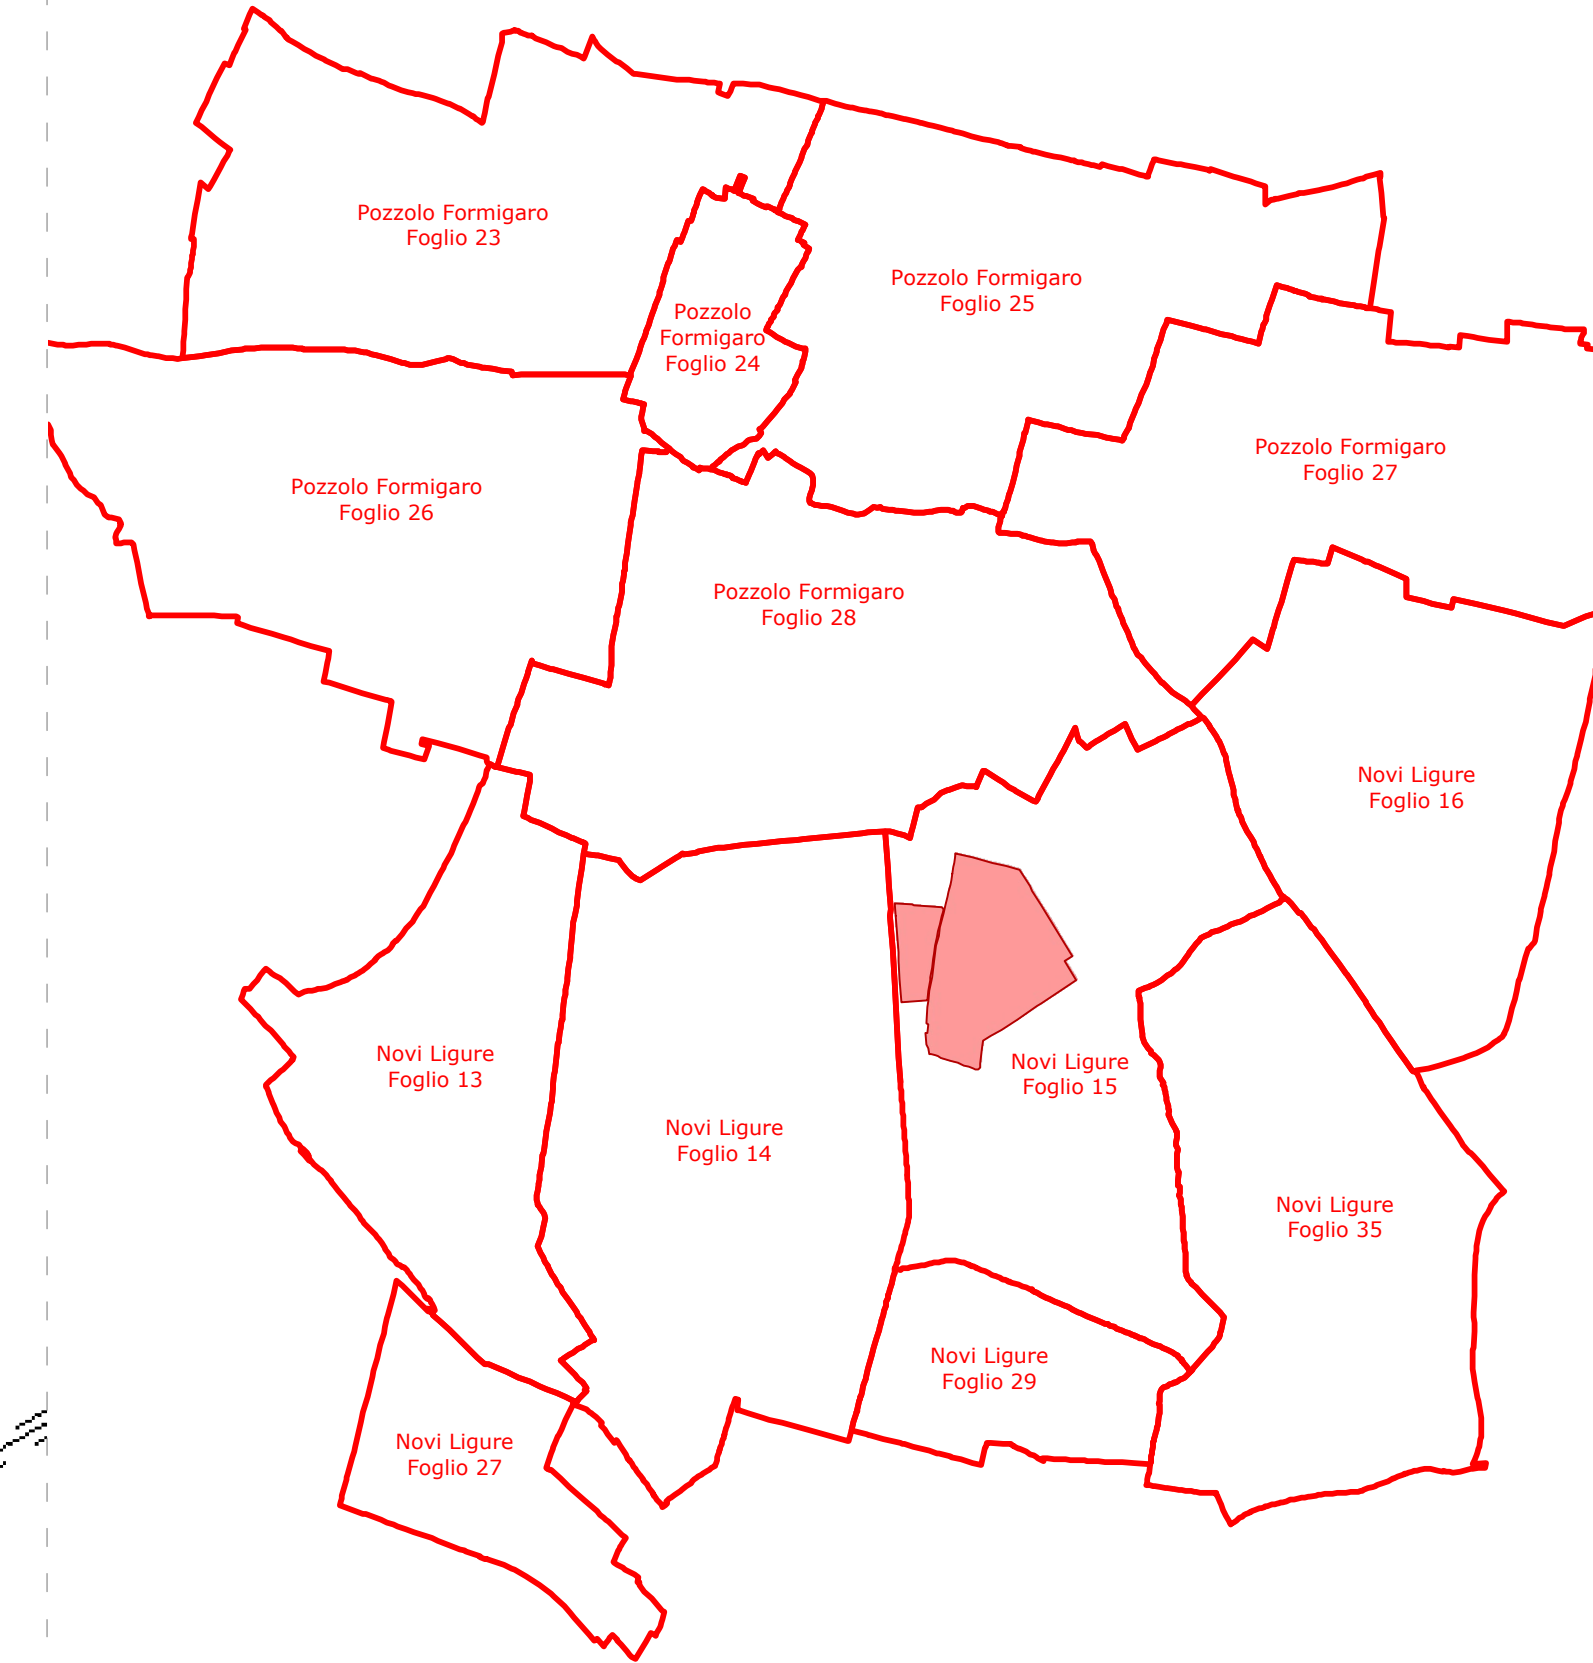 Pozzolo Formigaro
Foglio 23
Pozzolo Formigaro
Foglio 25
Pozzolo
Formigaro
Foglio 24
Pozzolo Formigaro
Foglio 27
Pozzolo Formigaro
Foglio 26
Pozzolo Formigaro
Foglio 28
Novi Ligure
Foglio 16
Novi Ligure
Foglio 13
Novi Ligure
Foglio 15
Novi Ligure
Foglio 14
Novi Ligure
Foglio 35
Novi Ligure
Foglio 29
Novi Ligure
Foglio 27